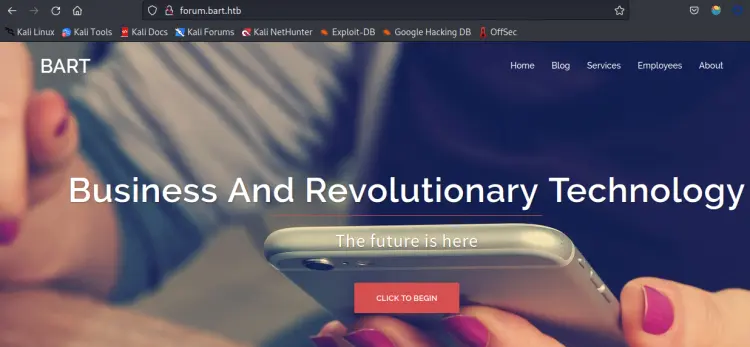 forum.bart.htb
Kali Linux Kali Tools Kali Docs Kali Forums Kali NetHunter Exploit-DB Google Hacking DB OffSec
BART Home Blog Services Employees About
Business And Revolutionary Technology
The future is here
CLICK TO BEGIN